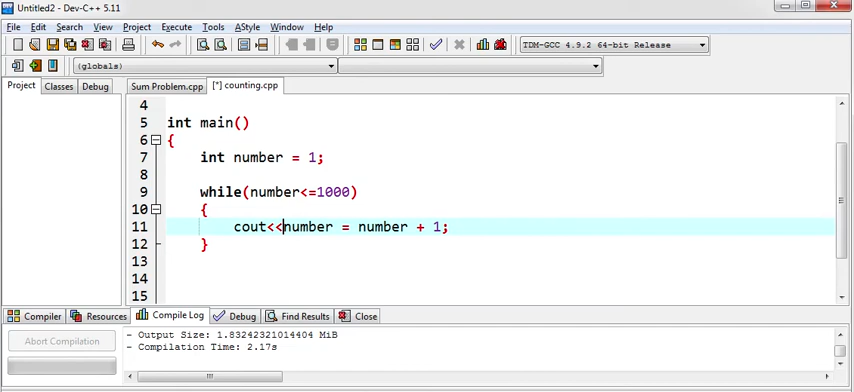 Untitled2 - Dev-C++ 5.11
File Edit Search View Project Execute Tools AStyle Window Help
TDM-GCC 4.9.2 64-bit Release
(globals)
Project Classes Debug Sum Problem.cpp [*] counting.cpp
4
5 int main()
6 {
7 int number = 1;
8
9 while(number<=1000)
10 {
11 cout<<number = number + 1;
12 }
13
14
15
Compiler Resources Compile Log Debug Find Results Close
Abort Compilation
- Output Size: 1.83242321014404 MiB
- Compilation Time: 2.17s